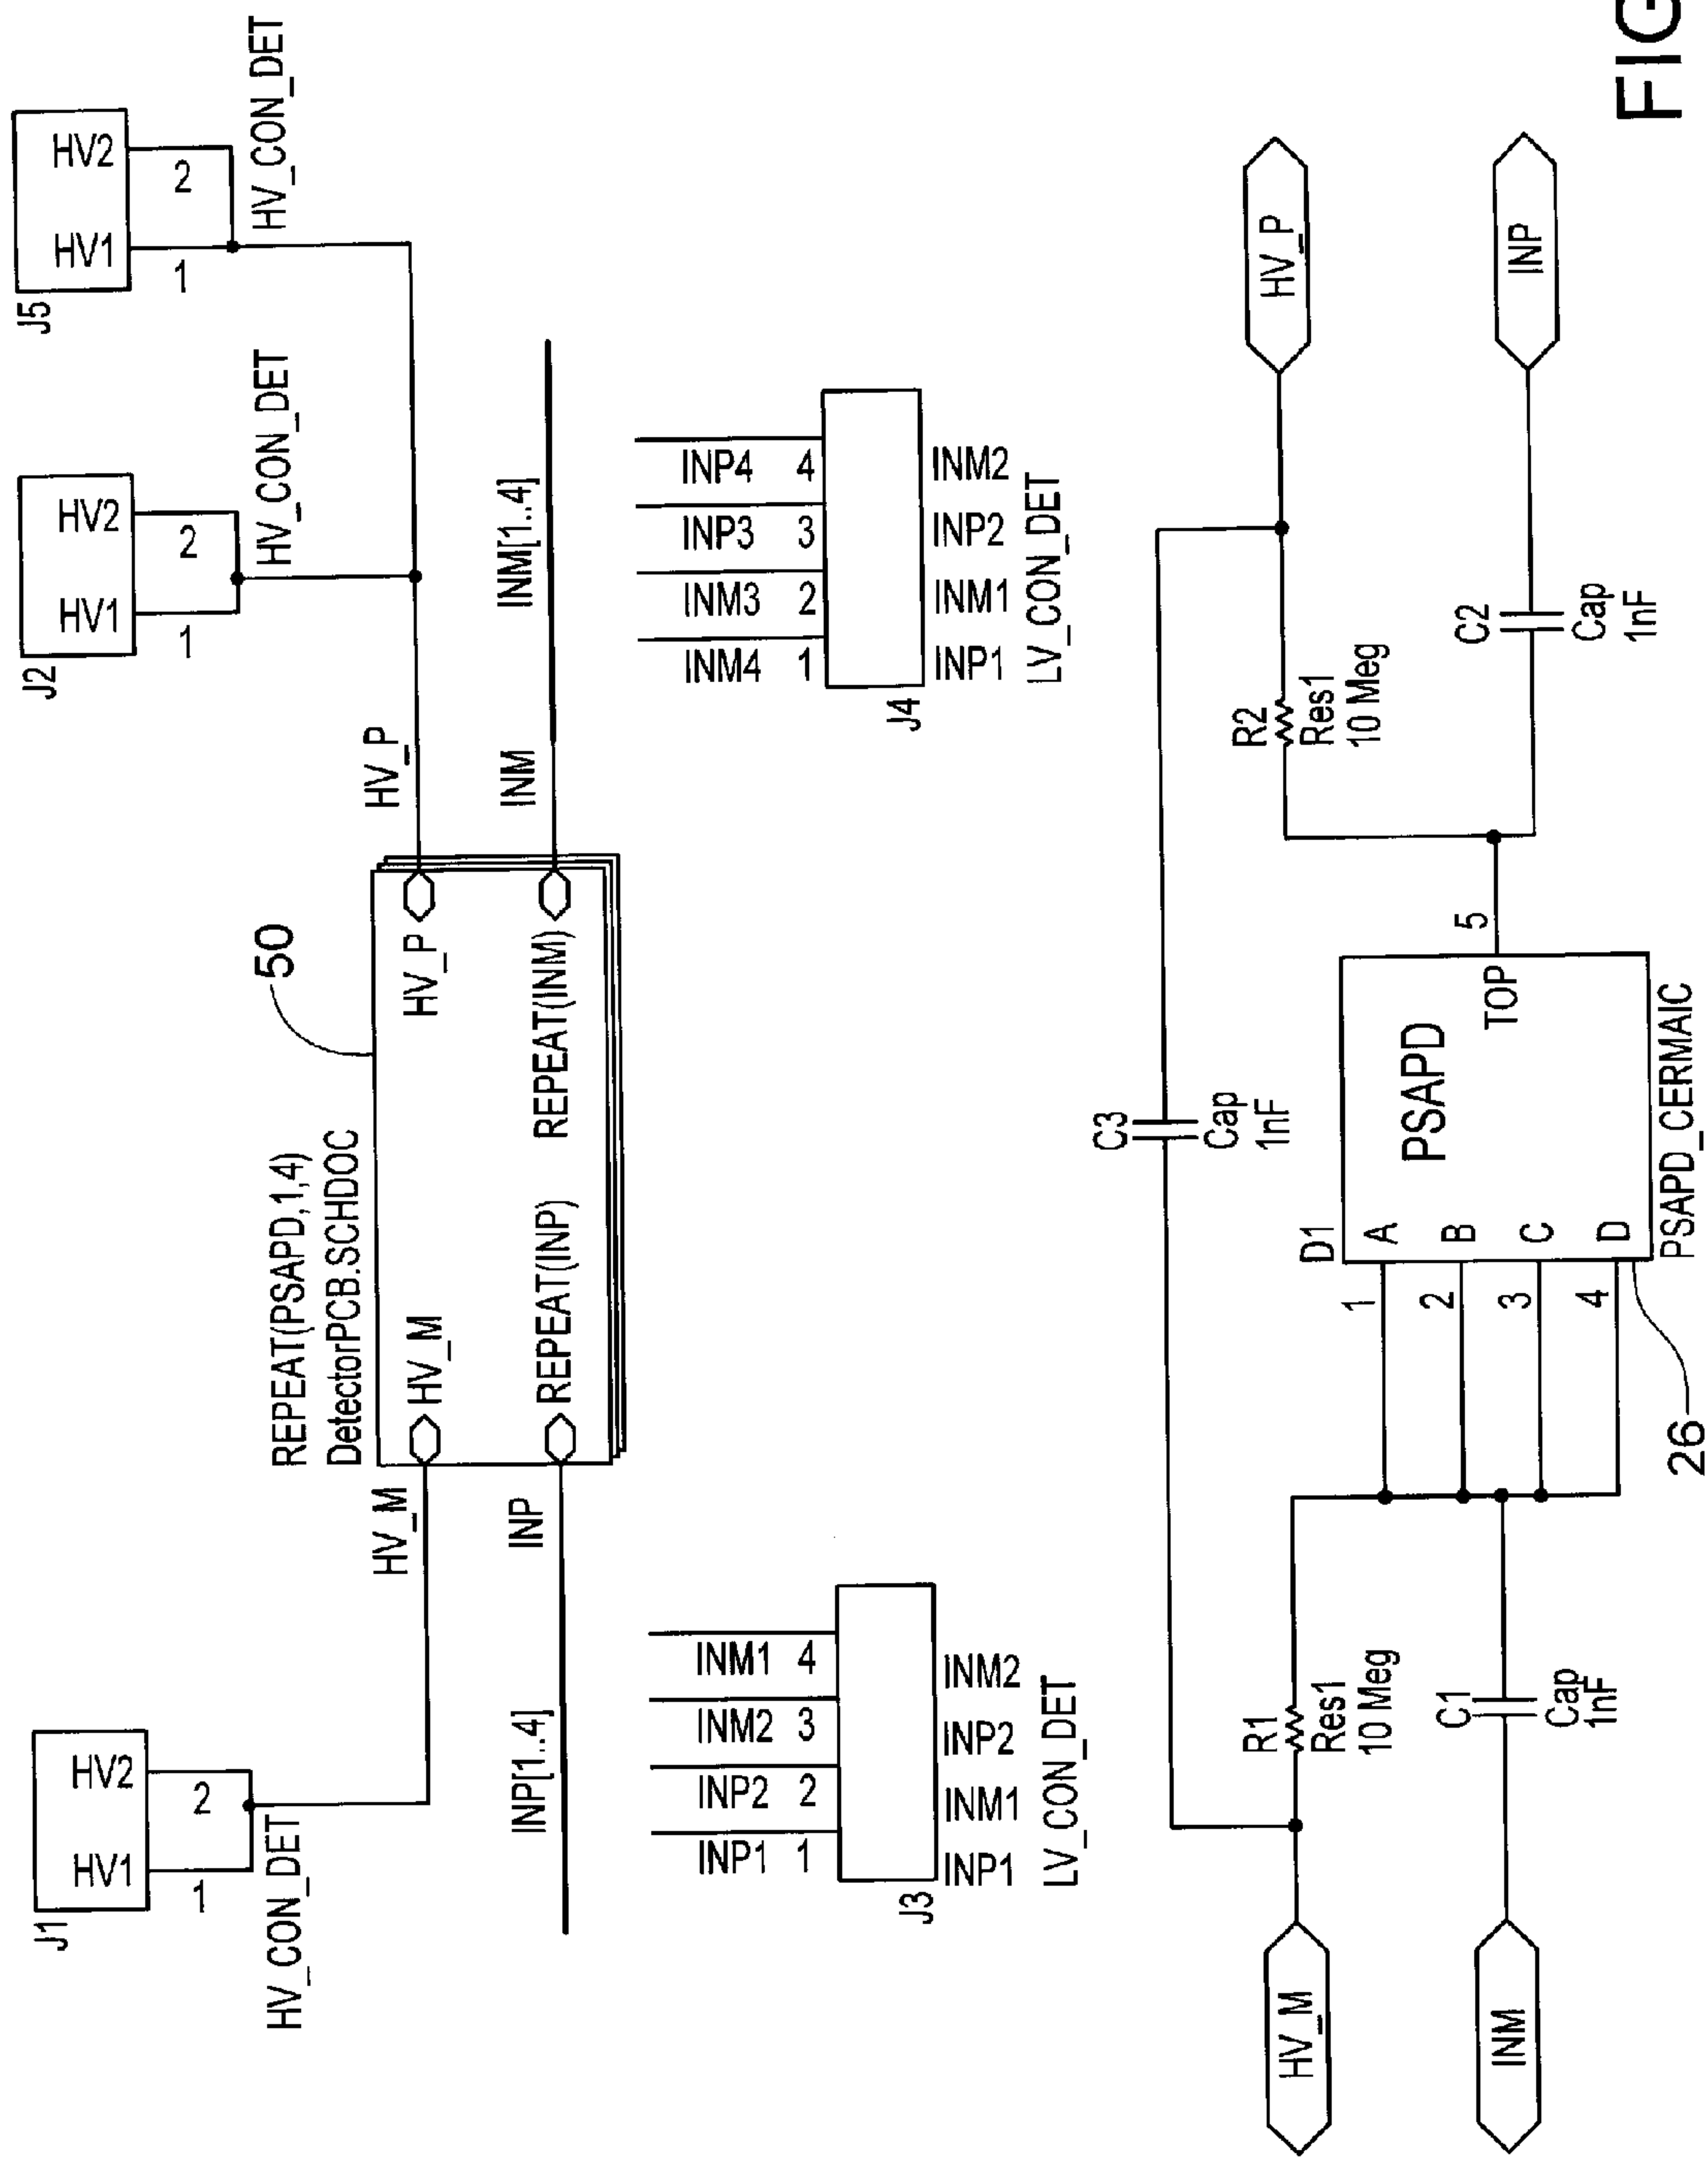 J1
HV1 HV2
1 2
HV_CON_DET
J2
HV1 HV2
1 2
HV_CON_DET
J5
HV1 HV2
1 2
HV_CON_DET
50
REPEAT(PSAPD,1,4)
DetectorPCB.SCHDOC
HV_M
HV_M
HV_P
HV_P
INP[1..4]
INP
REPEAT(INP)
REPEAT(INM)
INM
INM[1..4]
INP1 INP2 INM2 INM1
1 2 3 4
J3
INP1 INM1 INP2 INM2
LV_CON_DET
INM4 INM3 INP3 INP4
1 2 3 4
J4
INP1 INM1 INP2 INM2
LV_CON_DET
C3
Cap
1nF
HV_M
R1
Res1
10 Meg
R2
Res1
10 Meg
HV_P
INM
C1
Cap
1nF
D1
1 A
2 B
3 C
4 D
PSAPD
TOP
5
PSAPD_CERMAIC
26
C2
Cap
1nF
INP
FIG